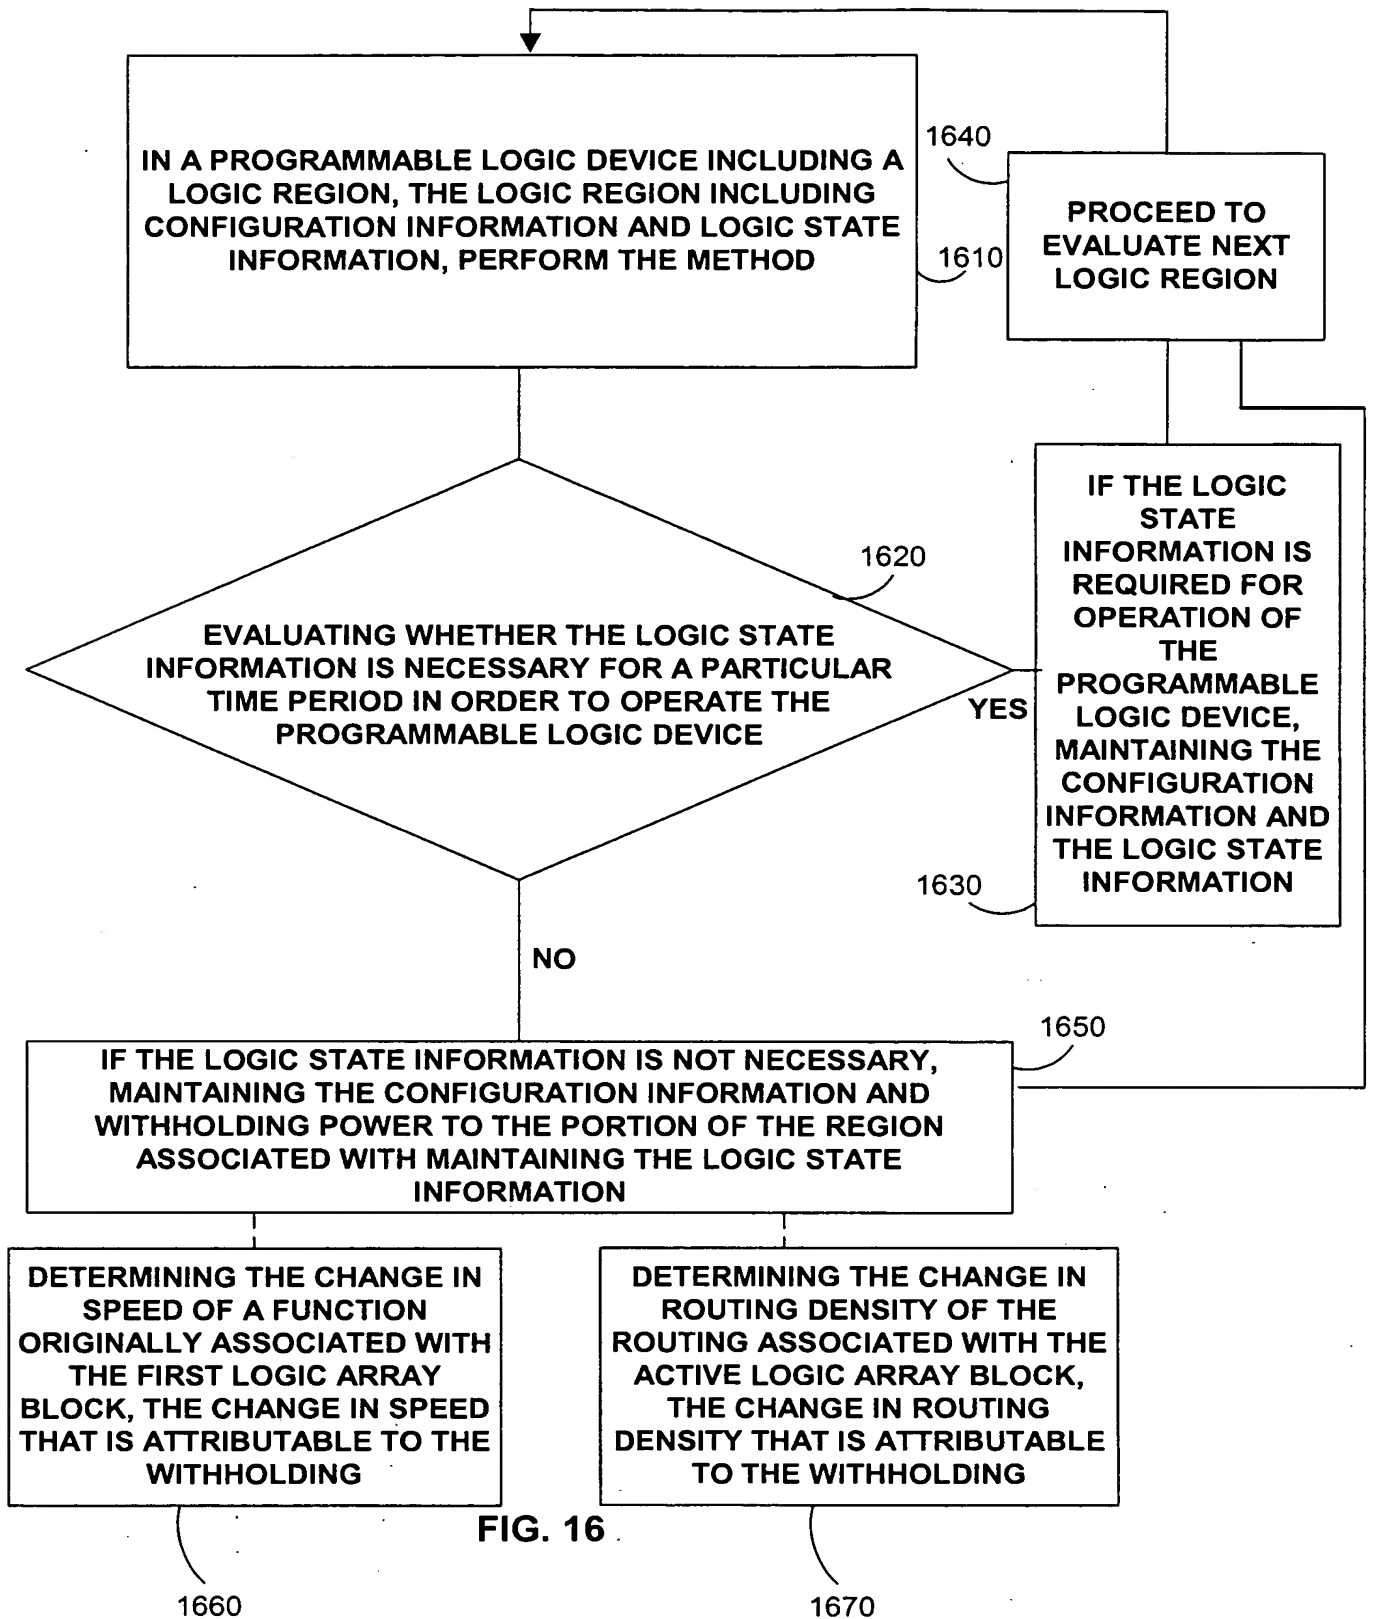 IN A PROGRAMMABLE LOGIC DEVICE INCLUDING A
LOGIC REGION, THE LOGIC REGION INCLUDING
CONFIGURATION INFORMATION AND LOGIC STATE
INFORMATION, PERFORM THE METHOD
1610
1640
PROCEED TO
EVALUATE NEXT
LOGIC REGION
1620
EVALUATING WHETHER THE LOGIC STATE
INFORMATION IS NECESSARY FOR A PARTICULAR
TIME PERIOD IN ORDER TO OPERATE THE
PROGRAMMABLE LOGIC DEVICE
YES
IF THE LOGIC
STATE
INFORMATION IS
REQUIRED FOR
OPERATION OF
THE
PROGRAMMABLE
LOGIC DEVICE,
MAINTAINING THE
CONFIGURATION
INFORMATION AND
THE LOGIC STATE
INFORMATION
1630
NO
1650
IF THE LOGIC STATE INFORMATION IS NOT NECESSARY,
MAINTAINING THE CONFIGURATION INFORMATION AND
WITHHOLDING POWER TO THE PORTION OF THE REGION
ASSOCIATED WITH MAINTAINING THE LOGIC STATE
INFORMATION
DETERMINING THE CHANGE IN
SPEED OF A FUNCTION
ORIGINALLY ASSOCIATED WITH
THE FIRST LOGIC ARRAY
BLOCK, THE CHANGE IN SPEED
THAT IS ATTRIBUTABLE TO THE
WITHHOLDING
DETERMINING THE CHANGE IN
ROUTING DENSITY OF THE
ROUTING ASSOCIATED WITH THE
ACTIVE LOGIC ARRAY BLOCK,
THE CHANGE IN ROUTING
DENSITY THAT IS ATTRIBUTABLE
TO THE WITHHOLDING
FIG. 16
1660
1670